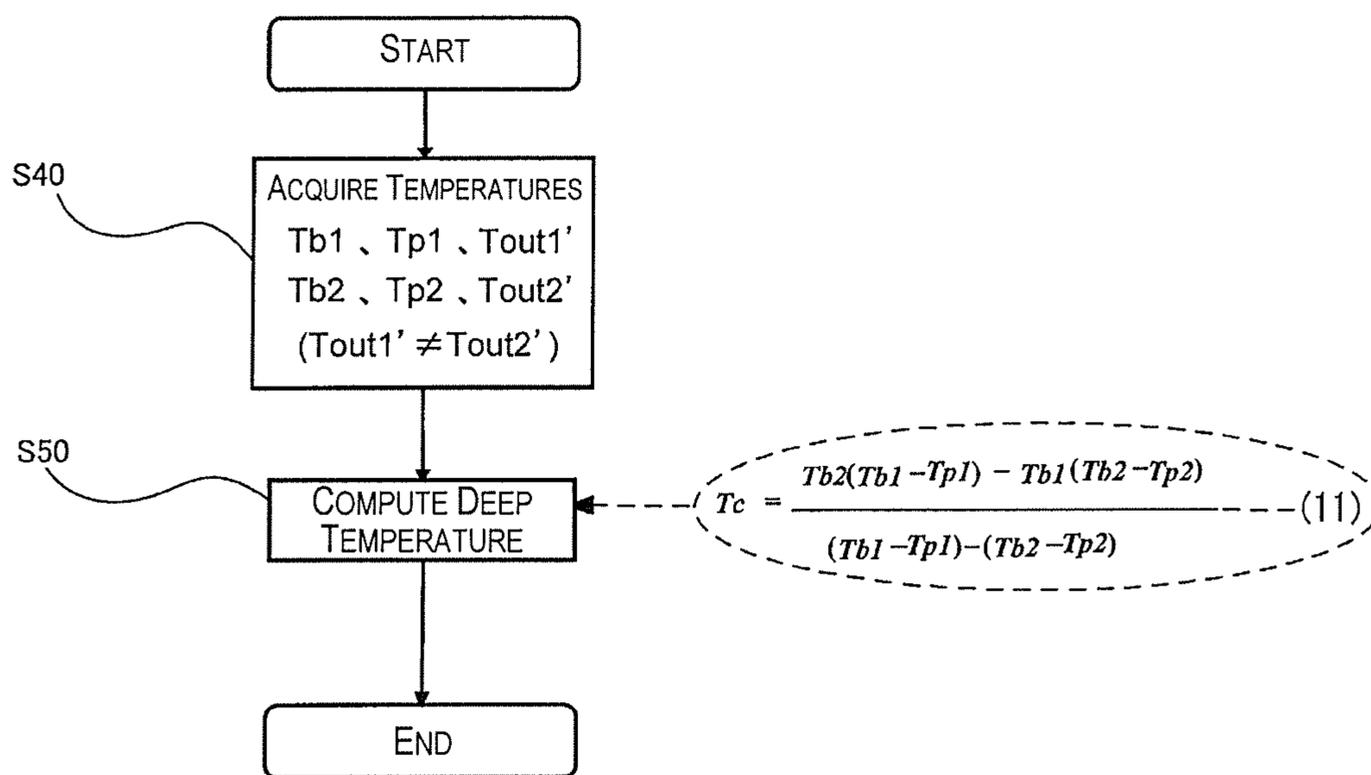 START
S40
ACQUIRE TEMPERATURES
Tb1、Tp1、Tout1'
Tb2、Tp2、Tout2'
(Tout1'≠Tout2')
S50
COMPUTE DEEP
TEMPERATURE
Tc = Tb2(Tb1-Tp1) - Tb1(Tb2-Tp2)
(Tb1-Tp1)-(Tb2-Tp2)
(11)
END